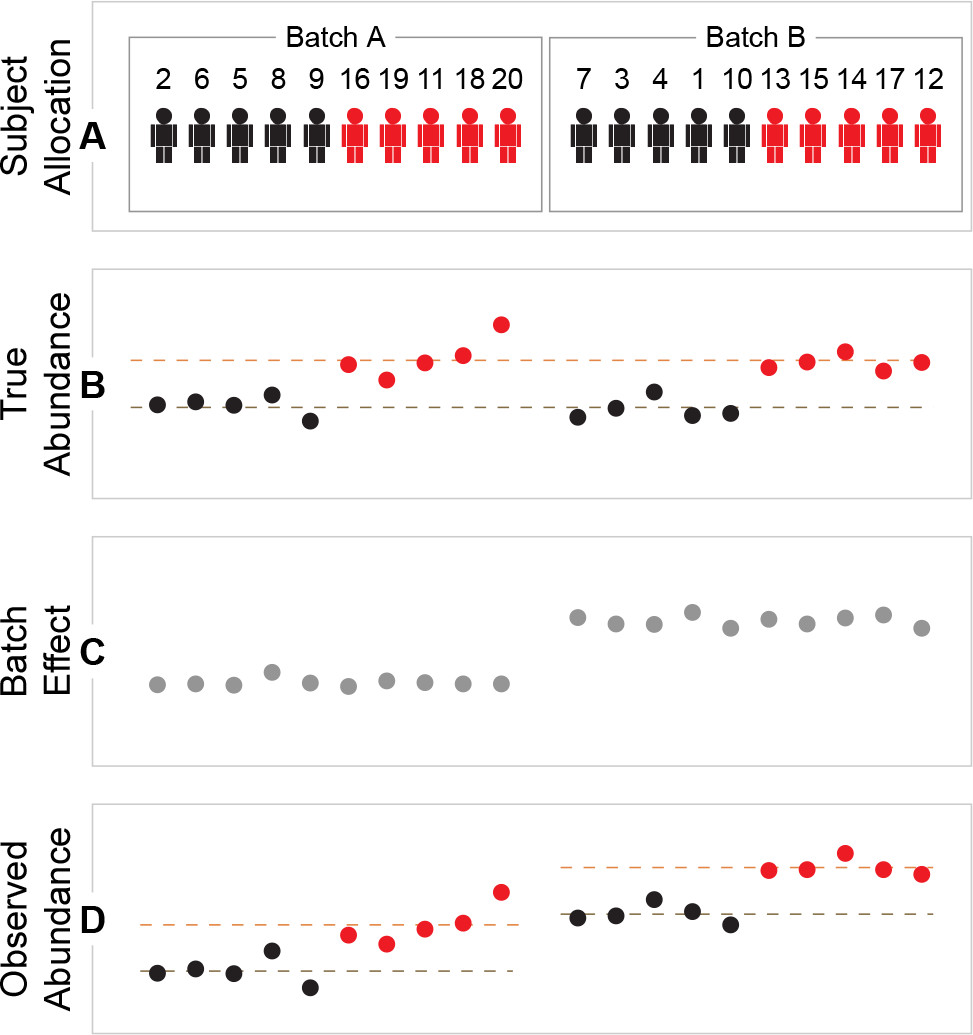 Subject
Allocation
A
Batch A
2 6 5 8 9 16 19 11 18 20
Batch B
7 3 4 1 10 13 15 14 17 12
True
Abundance
B
Batch
Effect
C
Observed
Abundance
D